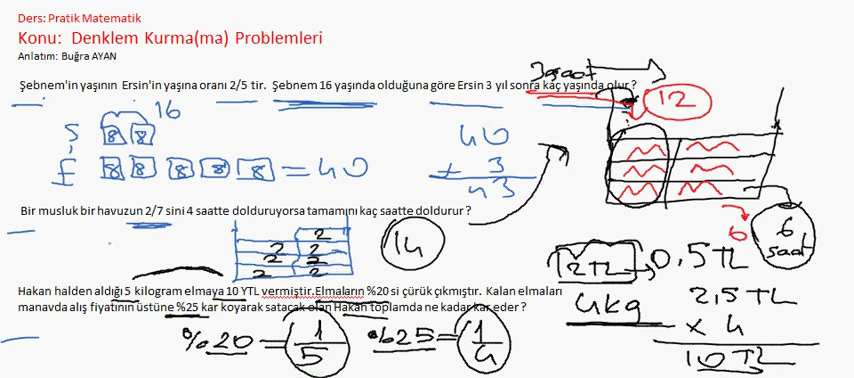 Ders: Pratik Matematik
Konu: Denklem Kurma(ma) Problemleri
Anlatım: Buğra AYAN
3 saat
Şebnem'in yaşının Ersin'in yaşına oranı 2/5 tir. Şebnem 16 yaşında olduğuna göre Ersin 3 yıl sonra kaç yaşında olur?
16
12
Ş 8 8
E 8 8 8 8 8 = 40
40
+ 3
43
Bir musluk bir havuzun 2/7 sini 4 saatte dolduruyorsa tamamını kaç saatte doldurur?
2
2 2
2 2
2 2
14
6
6 saat
2TL 0,5TL
Hakan halden aldığı 5 kilogram elmaya 10 YTL vermiştir.Elmaların %20 si çürük çıkmıştır. Kalan elmaları
manavda alış fiyatının üstüne %25 kar koyarak satacak olan Hakan toplamda ne kadar kar eder?
4kg
2,5TL
x 4
10TL
%20 = 1/5 %25 = 1/4